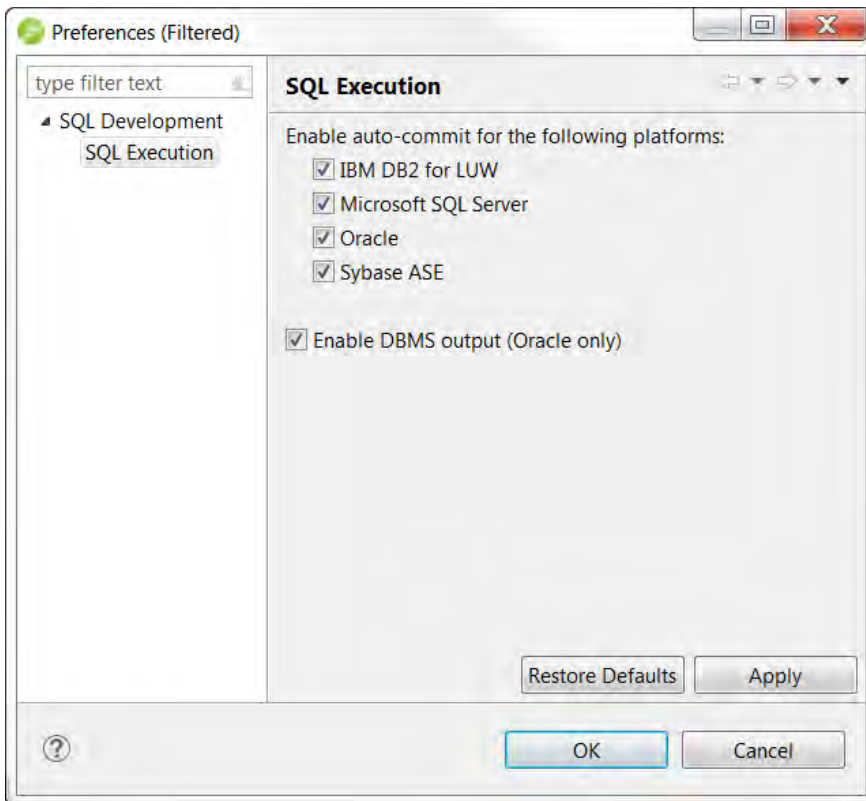 Preferences (Filtered)
type filter text
SQL Development
SQL Execution
SQL Execution
Enable auto-commit for the following platforms:
IBM DB2 for LUW
Microsoft SQL Server
Oracle
Sybase ASE
Enable DBMS output (Oracle only)
Restore Defaults
Apply
OK
Cancel